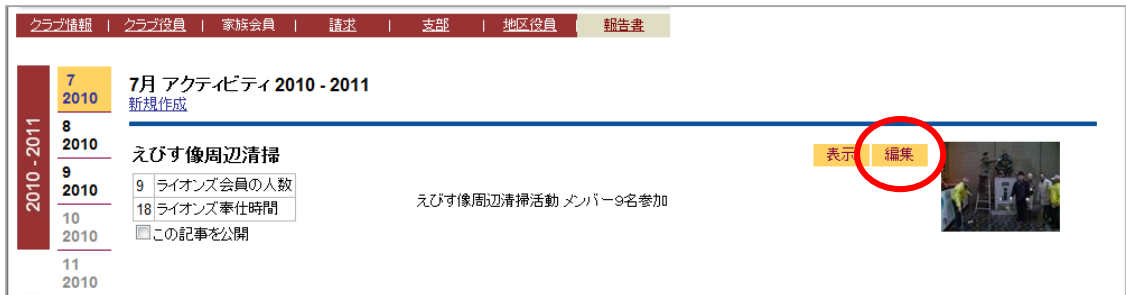 クラブ情報 | クラブ役員 | 家族会員 | 請求 | 支部 | 地区役員 | 報告書
2010 - 2011
7
2010
8
2010
9
2010
10
2010
11
2010
7月 アクティビティ 2010 - 2011
新規作成
えびす像周辺清掃
表示 編集
9 ライオンズ会員の人数
18 ライオンズ奉仕時間
えびす像周辺清掃活動 メンバー9名参加
この記事を公開